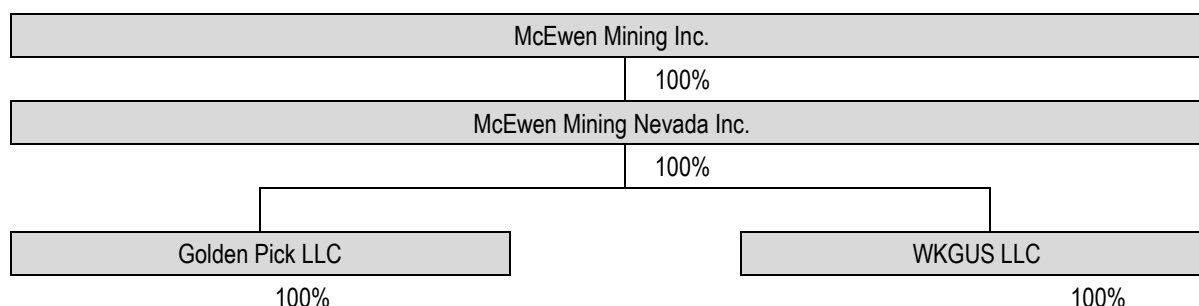 McEwen Mining Inc.
100%
McEwen Mining Nevada Inc.
100%
Golden Pick LLC WKGUS LLC
100% 100%